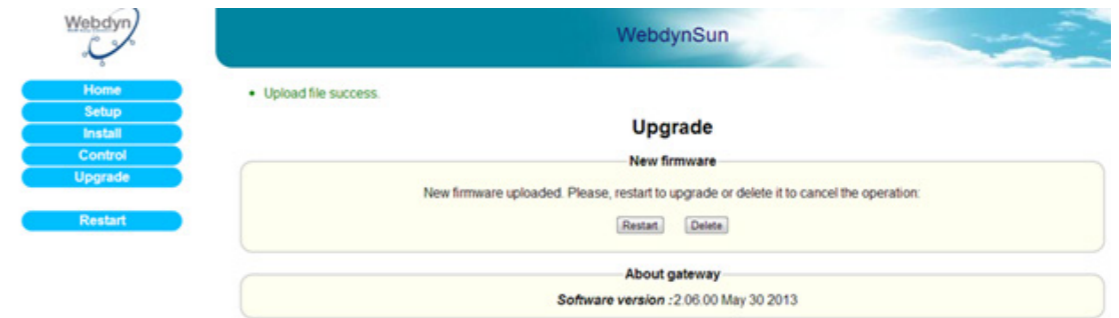 Webdyn
WebdynSun
Home
Setup
Install
Control
Upgrade
Restart
Upload file success.
Upgrade
New firmware
New firmware uploaded. Please, restart to upgrade or delete it to cancel the operation:
Restart Delete
About gateway
Software version :2.06.00 May 30 2013